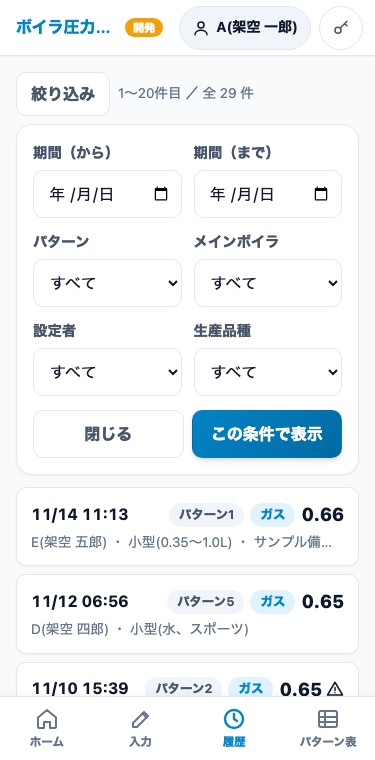 ボイラ圧力... 開発 A(架空 一郎)
絞り込み 1〜20件目 ／ 全 29 件
期間（から） 期間（まで）
年 /月/日 年 /月/日
パターン メインボイラ
すべて すべて
設定者 生産品種
すべて すべて
閉じる この条件で表示
11/14 11:13 パターン1 ガス 0.66
E(架空 五郎) ・ 小型(0.35〜1.0L) ・ サンプル備...
11/12 06:56 パターン5 ガス 0.65
D(架空 四郎) ・ 小型(水、スポーツ)
11/10 15:39 パターン2 ガス 0.65
ホーム 入力 履歴 パターン表